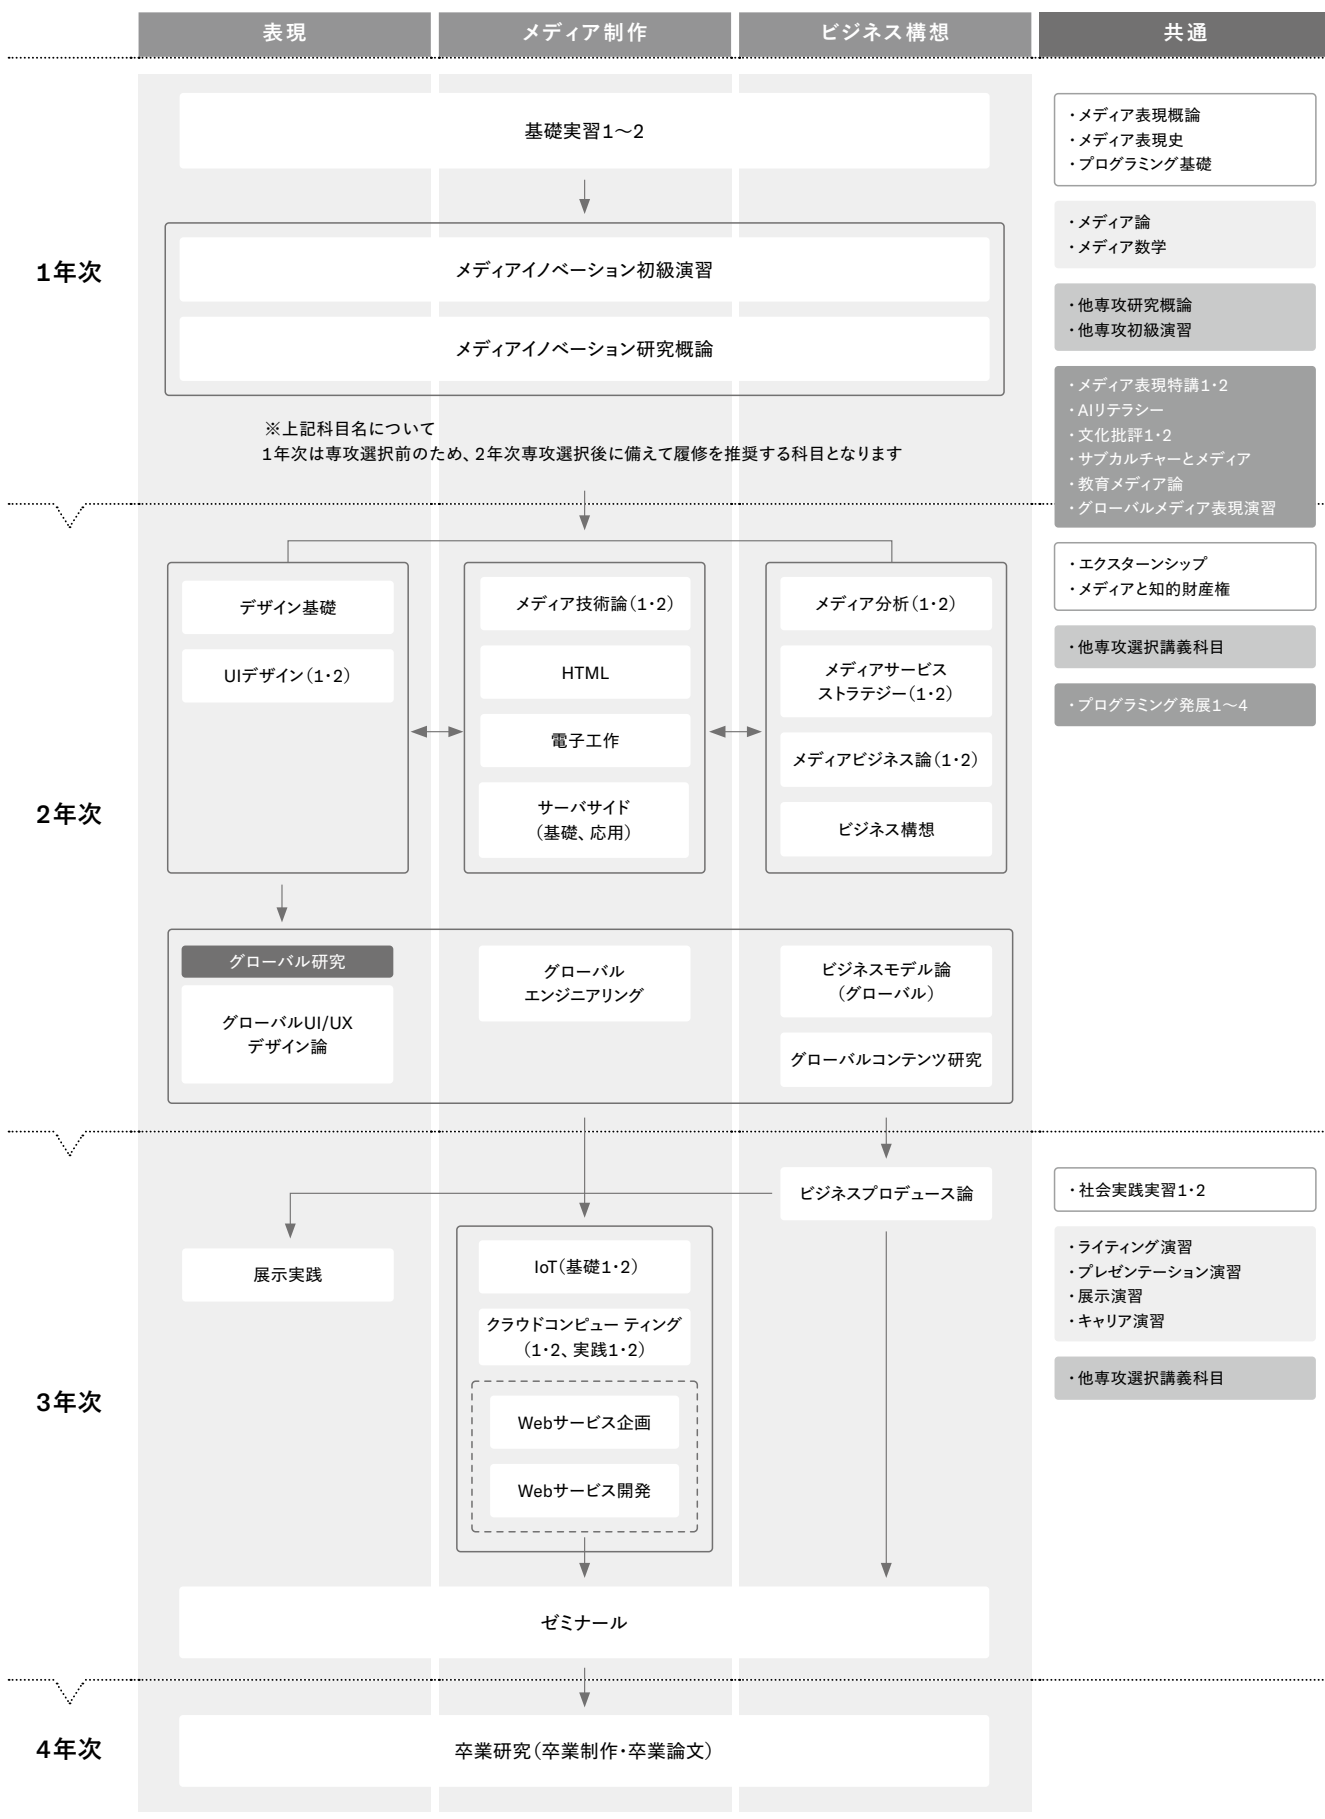 表現
メディア制作
ビジネス構想
共通
1年次
基礎実習1〜2
メディアイノベーション初級演習
メディアイノベーション研究概論
※上記科目名について
1年次は専攻選択前のため、2年次専攻選択後に備えて履修を推奨する科目となります
・メディア表現概論
・メディア表現史
・プログラミング基礎
・メディア論
・メディア数学
・他専攻研究概論
・他専攻初級演習
・メディア表現特講1・2
・AIリテラシー
・文化批評1・2
・サブカルチャーとメディア
・教育メディア論
・グローバルメディア表現演習
2年次
デザイン基礎
UIデザイン(1・2)
メディア技術論(1・2)
HTML
電子工作
サーバサイド
(基礎、応用)
メディア分析(1・2)
メディアサービス
ストラテジー(1・2)
メディアビジネス論(1・2)
ビジネス構想
グローバル研究
グローバルUI/UX
デザイン論
グローバル
エンジニアリング
ビジネスモデル論
(グローバル)
グローバルコンテンツ研究
・エクスターンシップ
・メディアと知的財産権
・他専攻選択講義科目
・プログラミング発展1〜4
3年次
ビジネスプロデュース論
展示実践
IoT(基礎1・2)
クラウドコンピューティング
(1・2、実践1・2)
Webサービス企画
Webサービス開発
ゼミナール
・社会実践実習1・2
・ライティング演習
・プレゼンテーション演習
・展示演習
・キャリア演習
・他専攻選択講義科目
4年次
卒業研究(卒業制作・卒業論文)